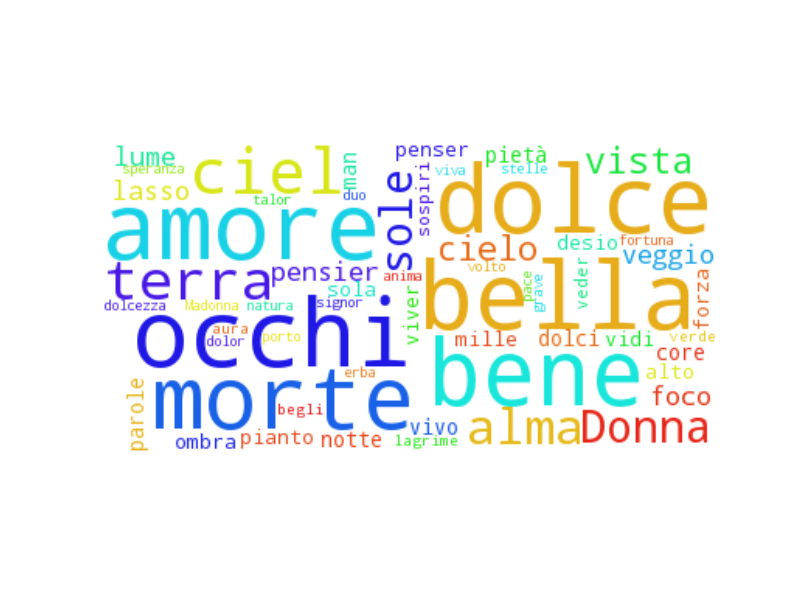 lume
speranza
lasso
ciel
man
talor
duo
amore
sole
penser
sospiri
viva
pietà
stelle
vista
dolce
terra
pensier
anima
sola
dolcezza
Madonna
natura
signor
cielo
volto
desio
fortuna
veggio
veder
forza
pace
grave
bella
occhi
aura
dolor
porto
viver
mille
dolci
vidi
verde
core
alto
foco
bene
morte
erba
begli
parole
ombra
pianto
notte
vivo
lagrime
alma
Donna